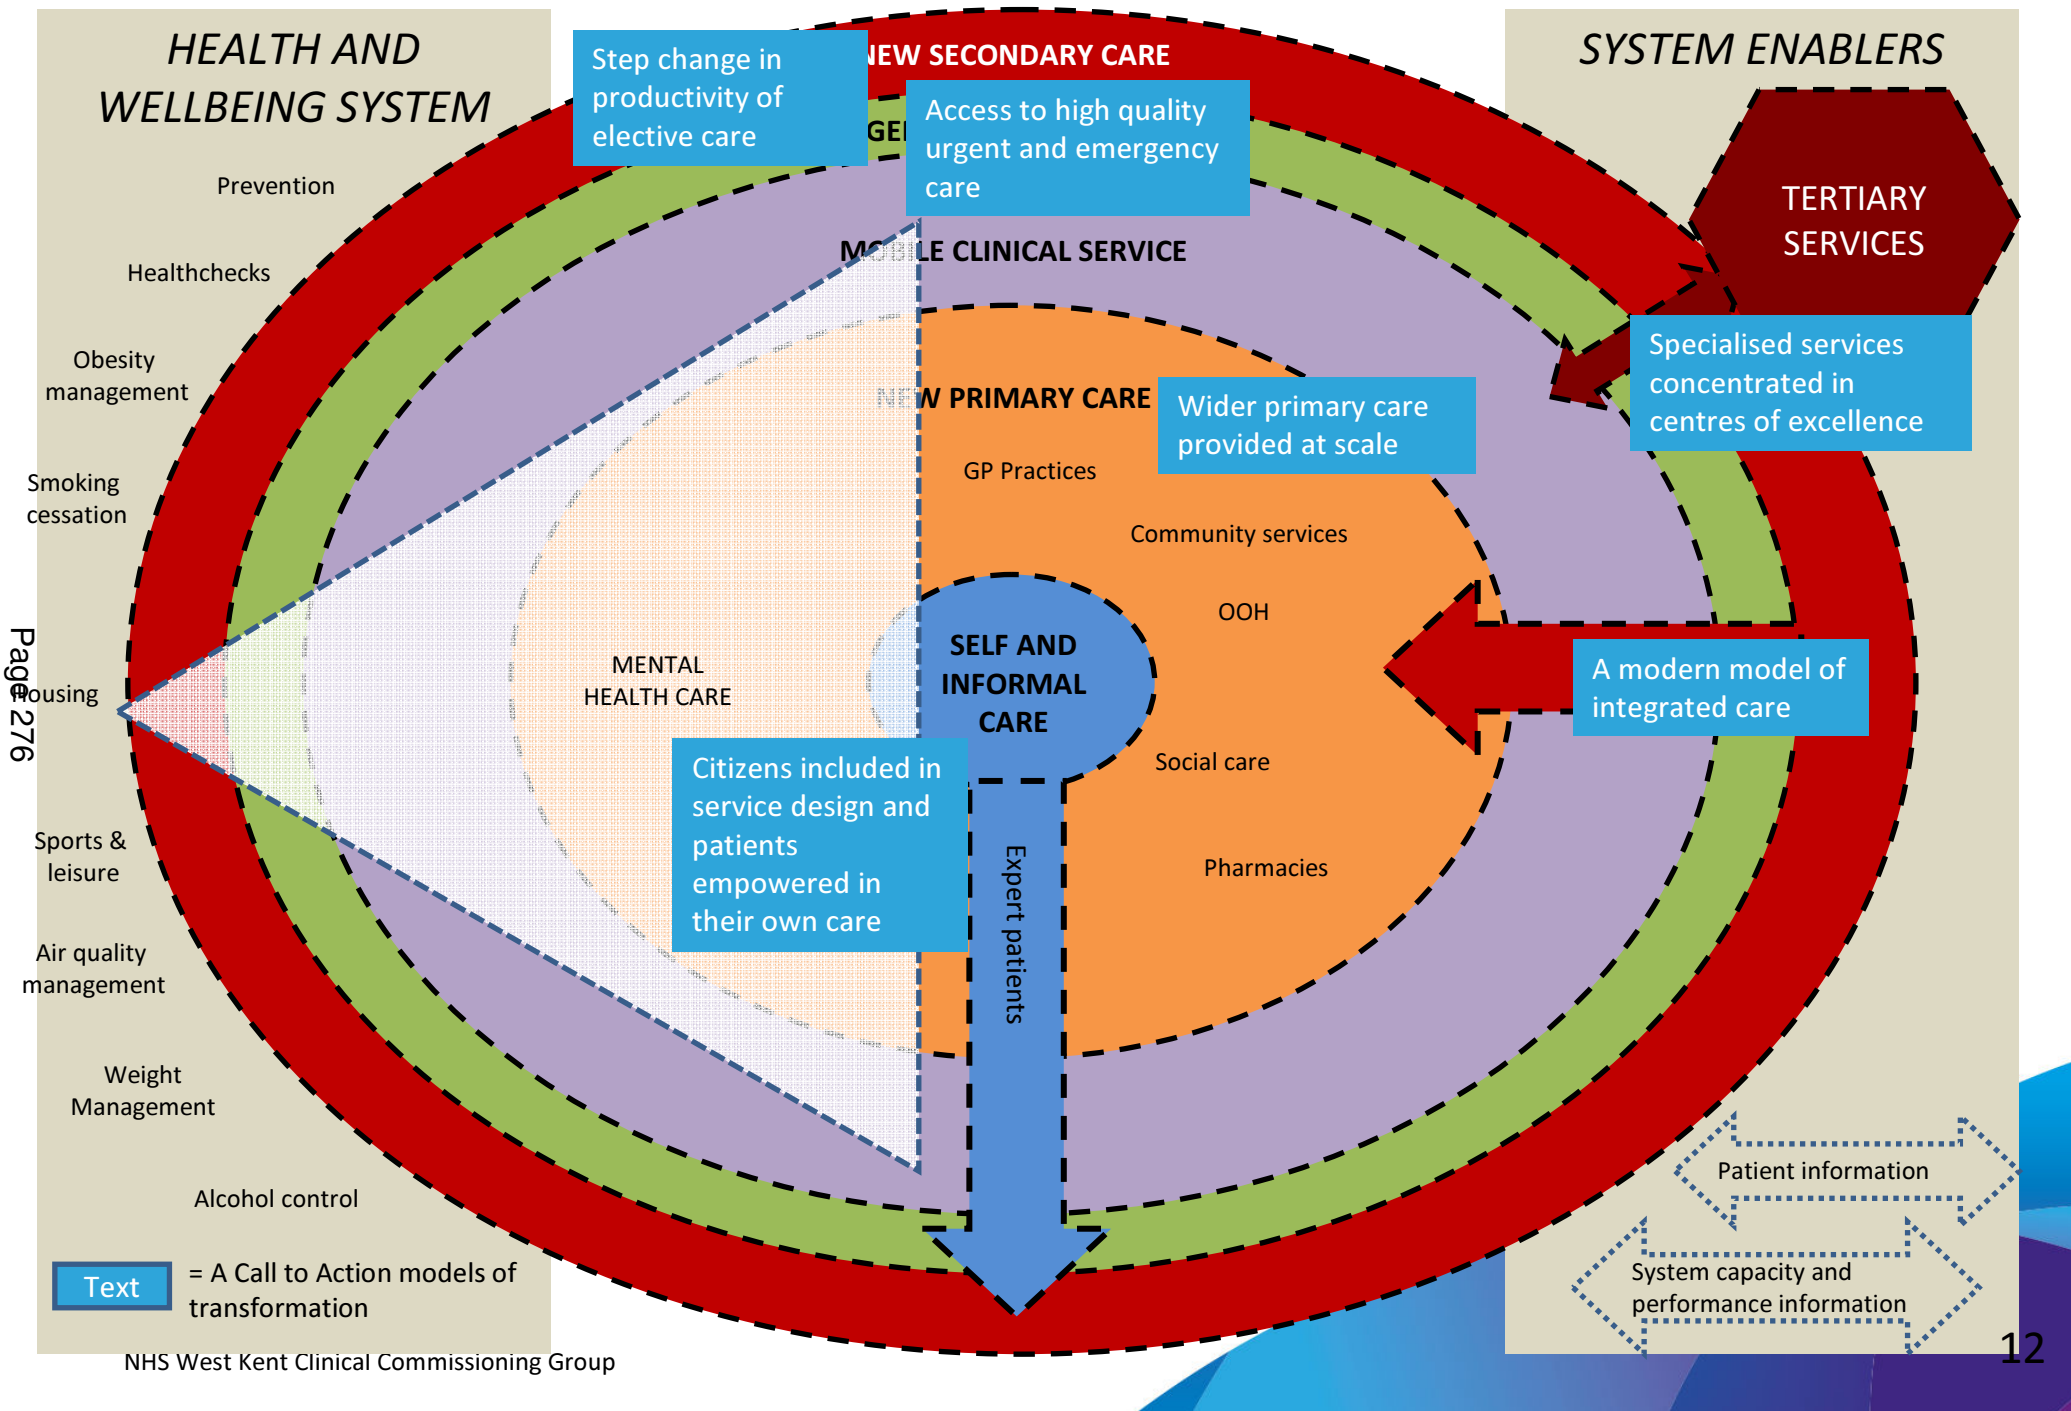 HEALTH AND
WELLBEING SYSTEM
Prevention
Healthchecks
Obesity
management
Smoking
cessation
Housing
Sports &
leisure
Air quality
management
Weight
Management
Alcohol control
Text
= A Call to Action models of
transformation
NHS West Kent Clinical Commissioning Group
Page 276
Step change in
productivity of
elective care
NEW SECONDARY CARE
Access to high quality
urgent and emergency
care
MOBILE CLINICAL SERVICE
NEW PRIMARY CARE
Wider primary care
provided at scale
GP Practices
Community services
OOH
SELF AND
INFORMAL
CARE
MENTAL
HEALTH CARE
Social care
Pharmacies
Citizens included in
service design and
patients
empowered in
their own care
Expert patients
SYSTEM ENABLERS
TERTIARY
SERVICES
Specialised services
concentrated in
centres of excellence
A modern model of
integrated care
Patient information
System capacity and
performance information
12